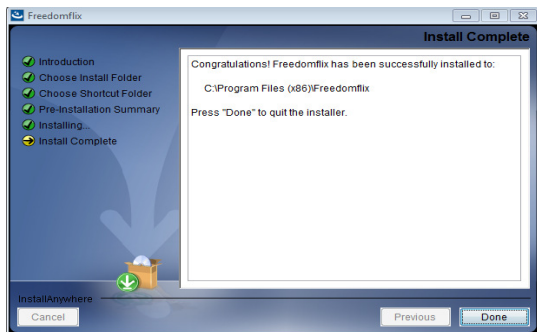 Freedomflix
Install Complete
Introduction
Choose Install Folder
Choose Shortcut Folder
Pre-Installation Summary
Installing...
Install Complete
Congratulations! Freedomflix has been successfully installed to:
C:\Program Files (x86)\Freedomflix
Press "Done" to quit the installer.
InstallAnywhere
Cancel
Previous
Done